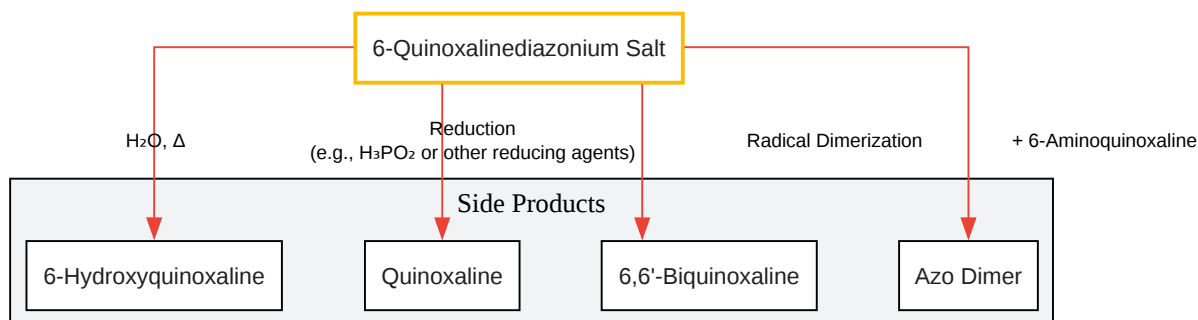 6-Quinoxalinediazonium Salt
H₂O, Δ
Reduction
(e.g., H₃PO₂ or other reducing agents)
Radical Dimerization
+ 6-Aminoquinoxaline
Side Products
6-Hydroxyquinoxaline
Quinoxaline
6,6'-Biquinoxaline
Azo Dimer